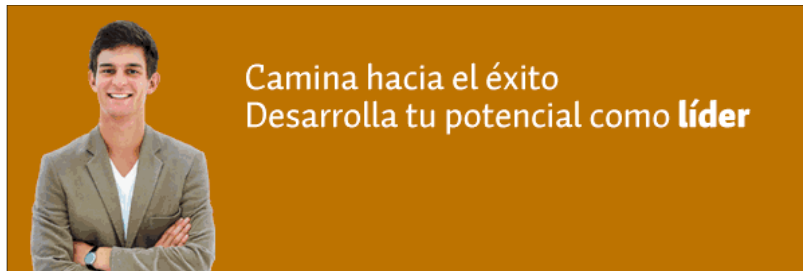 Camina hacia el éxito
Desarrolla tu potencial como líder